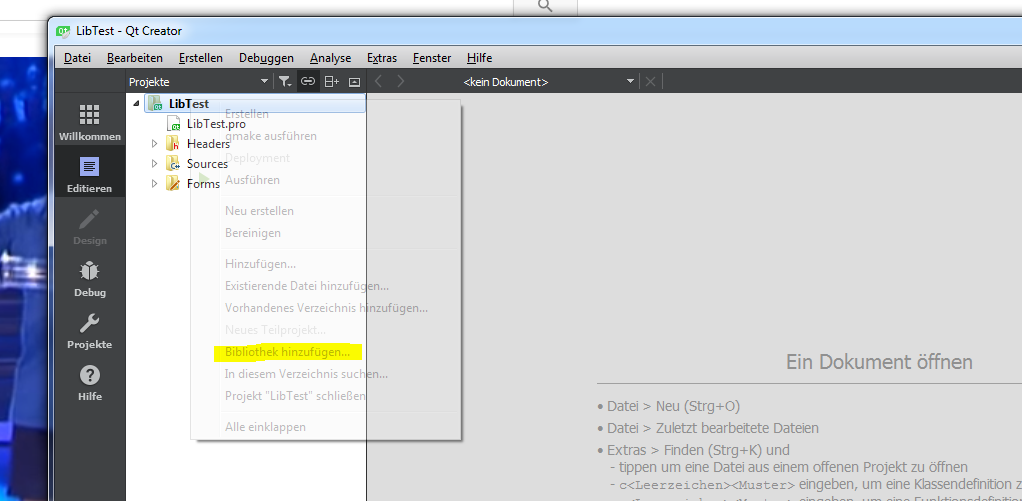 LibTest - Qt Creator
Datei Bearbeiten Erstellen Debuggen Analyse Extras Fenster Hilfe
Projekte <kein Dokument>
Willkommen
Editieren
Design
Debug
Projekte
Hilfe
LibTest
LibTest.pro
Headers
Sources
Forms
Erstellen
qmake ausführen
Deployment
Ausführen
Neu erstellen
Bereinigen
Hinzufügen...
Existierende Datei hinzufügen...
Vorhandenes Verzeichnis hinzufügen...
Neues Teilprojekt...
Bibliothek hinzufügen...
In diesem Verzeichnis suchen...
Projekt "LibTest" schließen
Alle einklappen
Ein Dokument öffnen
• Datei > Neu (Strg+O)
• Datei > Zuletzt bearbeitete Dateien
• Extras > Finden (Strg+K) und
- tippen um eine Datei aus einem offenen Projekt zu öffnen
- c<Leerzeichen><Muster> eingeben, um eine Klassendefinition z